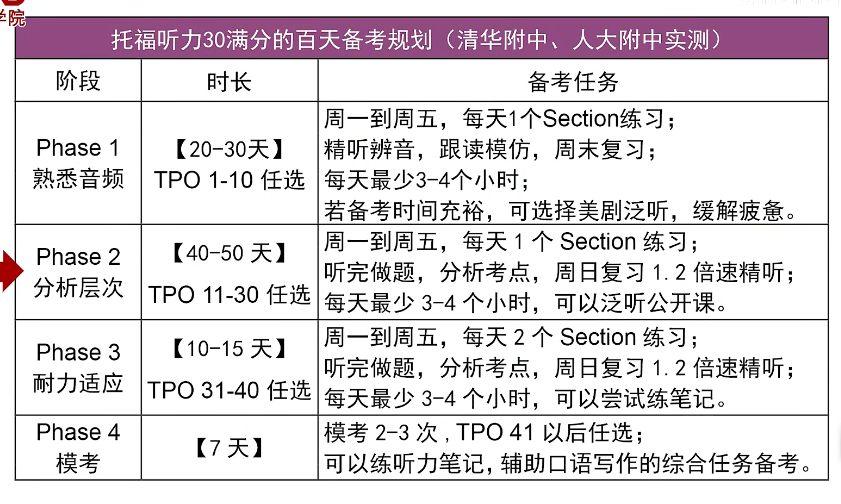 学院
托福听力30满分的百天备考规划（清华附中、人大附中实测）
阶段
时长
备考任务
Phase 1
熟悉音频
【20-30天】
TPO 1-10 任选
周一到周五，每天1个Section练习；
精听辨音，跟读模仿，周末复习；
每天最少3-4个小时；
若备考时间充裕，可选择美剧泛听，缓解疲惫。
Phase 2
分析层次
【40-50 天】
TPO 11-30 任选
周一到周五，每天 1 个 Section 练习；
听完做题，分析考点，周日复习 1.2 倍速精听；
每天最少 3-4 个小时，可以泛听公开课。
Phase 3
耐力适应
【10-15 天】
TPO 31-40 任选
周一到周五，每天 2 个 Section 练习；
听完做题，分析考点，周日复习 1.2 倍速精听；
每天最少 3-4 个小时，可以尝试练笔记。
Phase 4
模考
【7 天】
模考 2-3 次 , TPO 41 以后任选；
可以练听力笔记, 辅助口语写作的综合任务备考。